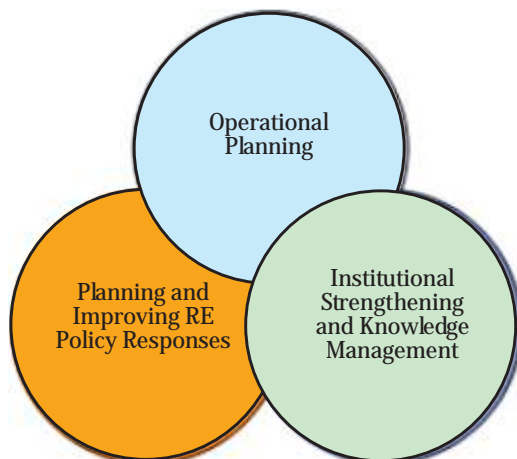 Operational
Planning
Planning and
Improving RE
Policy Responses
Institutional
Strengthening
and Knowledge
Management